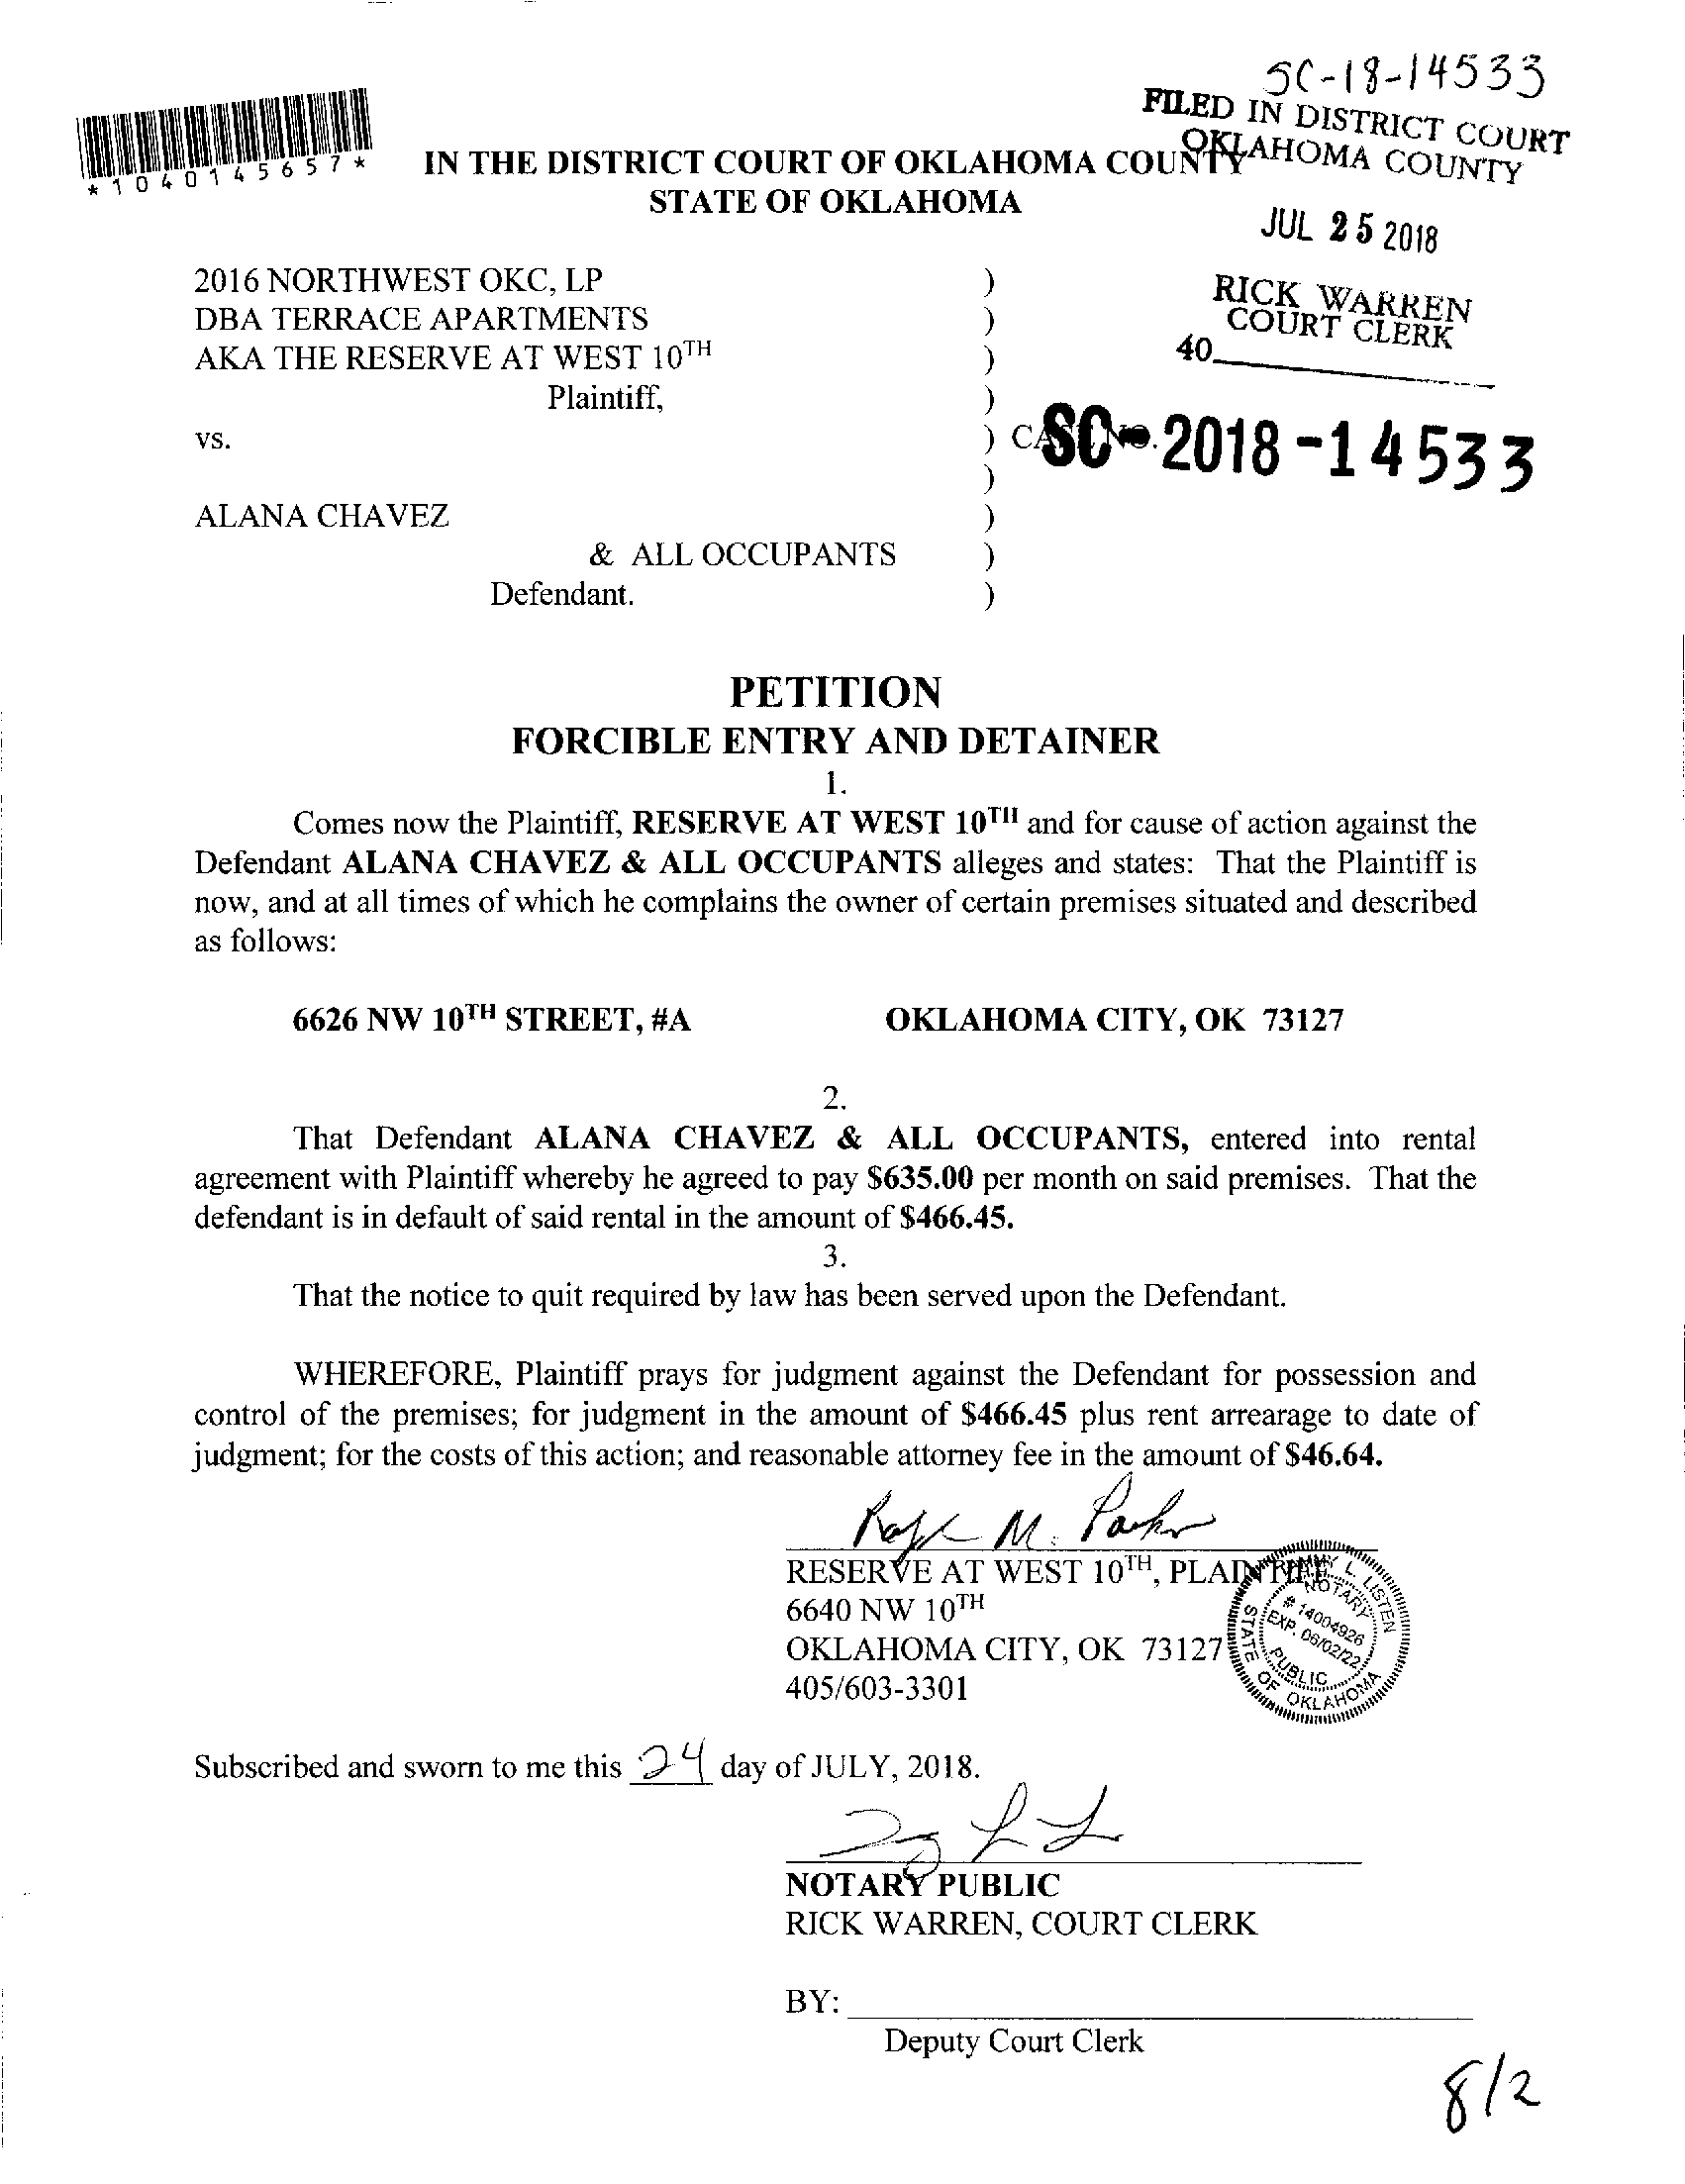 SC-18-14533
FILED IN DISTRICT COURT
OKLAHOMA COUNTY
*1040145657*
IN THE DISTRICT COURT OF OKLAHOMA COUNTY
STATE OF OKLAHOMA
JUL 25 2018
RICK WARREN
COURT CLERK
40
2016 NORTHWEST OKC, LP )
DBA TERRACE APARTMENTS )
AKA THE RESERVE AT WEST 10TH )
Plaintiff, )
vs. ) CASE NO. SC-2018-14533
)
ALANA CHAVEZ )
& ALL OCCUPANTS )
Defendant. )
PETITION
FORCIBLE ENTRY AND DETAINER
1.
Comes now the Plaintiff, RESERVE AT WEST 10TH and for cause of action against the
Defendant ALANA CHAVEZ & ALL OCCUPANTS alleges and states: That the Plaintiff is
now, and at all times of which he complains the owner of certain premises situated and described
as follows:
6626 NW 10TH STREET, #A OKLAHOMA CITY, OK 73127
2.
That Defendant ALANA CHAVEZ & ALL OCCUPANTS, entered into rental
agreement with Plaintiff whereby he agreed to pay $635.00 per month on said premises. That the
defendant is in default of said rental in the amount of $466.45.
3.
That the notice to quit required by law has been served upon the Defendant.
WHEREFORE, Plaintiff prays for judgment against the Defendant for possession and
control of the premises; for judgment in the amount of $466.45 plus rent arrearage to date of
judgment; for the costs of this action; and reasonable attorney fee in the amount of $46.64.
Ralph M. Parker
RESERVE AT WEST 10TH, PLAINTIFF
6640 NW 10TH
OKLAHOMA CITY, OK 73127
405/603-3301
L. LISTEN
NOTARY
# 14004926
EXP. 06/02/22
PUBLIC
STATE OF OKLAHOMA
Subscribed and sworn to me this 24 day of JULY, 2018.
NOTARY PUBLIC
RICK WARREN, COURT CLERK
BY:
Deputy Court Clerk
8/2